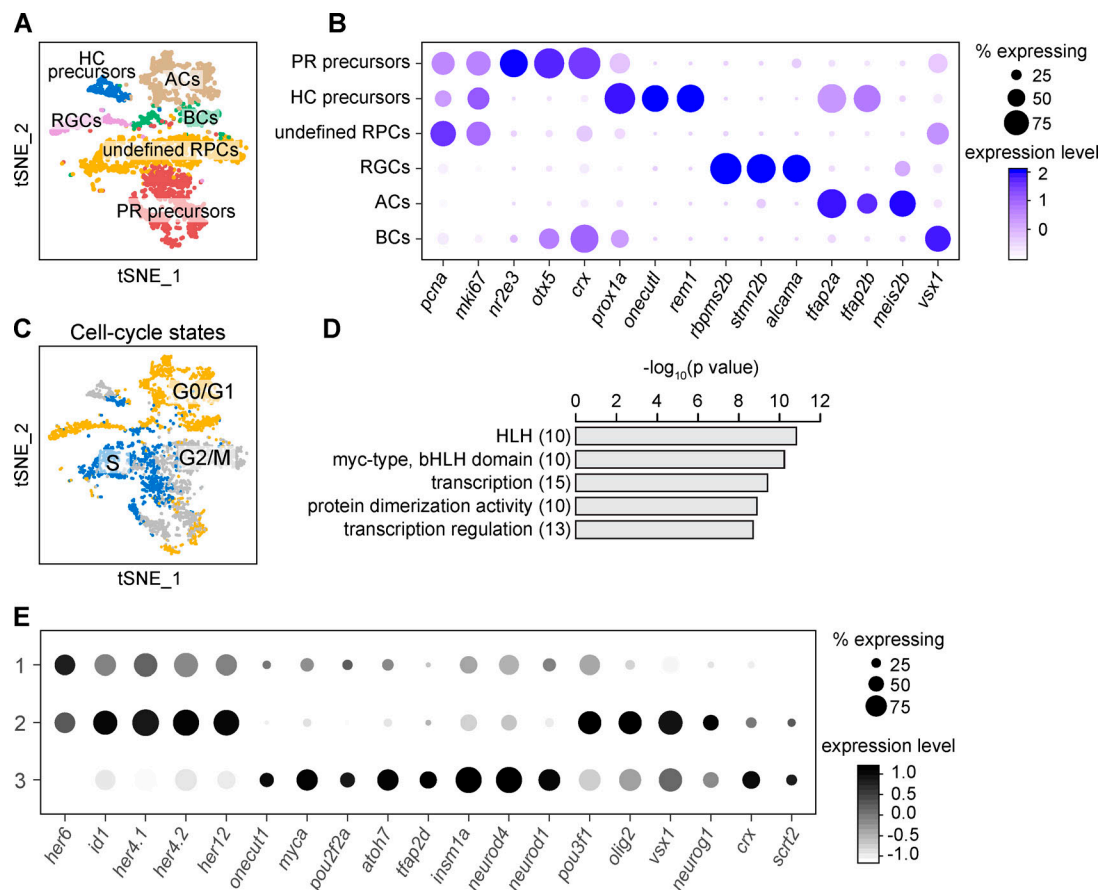 A
HC
precursors
ACs
RGCs
BCs
undefined RPCs
PR precursors
tSNE_2
tSNE_1
B
PR precursors
HC precursors
undefined RPCs
RGCs
ACs
BCs
pcna
mki67
nr2e3
otx5
crx
prox1a
onecutl
rem1
rbpms2b
stmn2b
alcama
tfap2a
tfap2b
meis2b
vsx1
% expressing
25
50
75
expression level
2
1
0
C
Cell-cycle states
G0/G1
S
G2/M
tSNE_2
tSNE_1
D
-log10(p value)
0 2 4 6 8 10 12
HLH (10)
myc-type, bHLH domain (10)
transcription (15)
protein dimerization activity (10)
transcription regulation (13)
E
1
2
3
her6
id1
her4.1
her4.2
her12
onecut1
myca
pou2f2a
atoh7
tfap2d
insm1a
neurod4
neurod1
pou3f1
olig2
vsx1
neurog1
crx
scrt2
% expressing
25
50
75
expression level
1.0
0.5
0.0
-0.5
-1.0